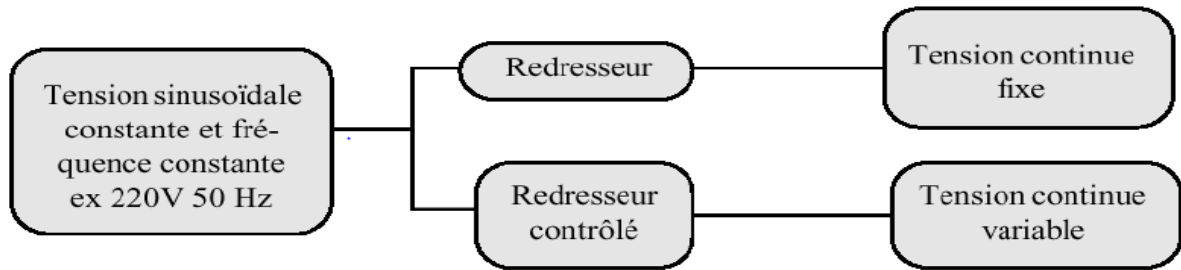 Tension sinusoïdale
constante et fré-
quence constante
ex 220V 50 Hz
Redresseur
Tension continue
fixe
Redresseur
contrôlé
Tension continue
variable